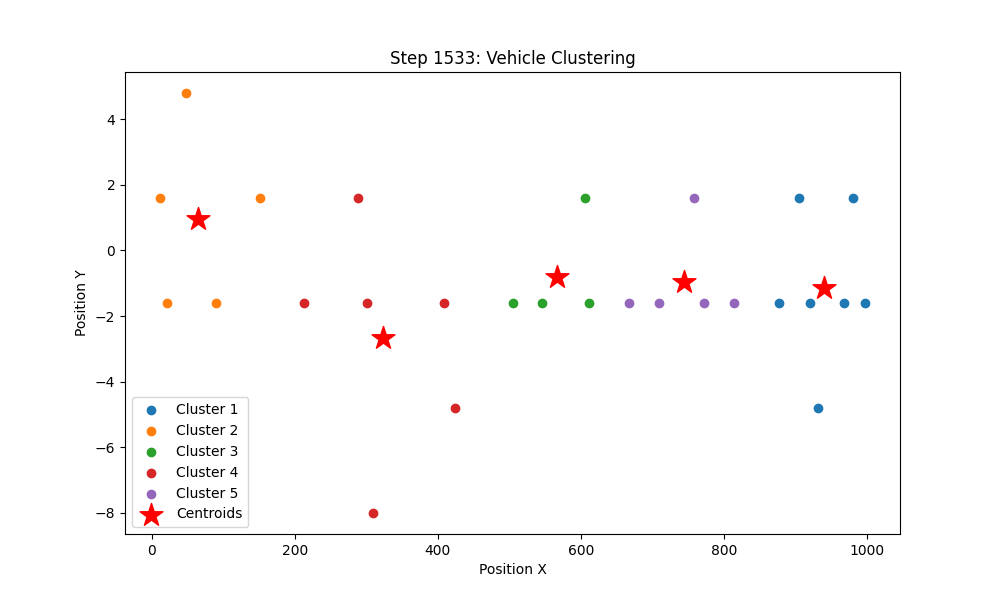 Step 1533: Vehicle Clustering
Position Y
4
2
0
−2
−4
−6
−8
Cluster 1
Cluster 2
Cluster 3
Cluster 4
Cluster 5
Centroids
0 200 400 600 800 1000
Position X